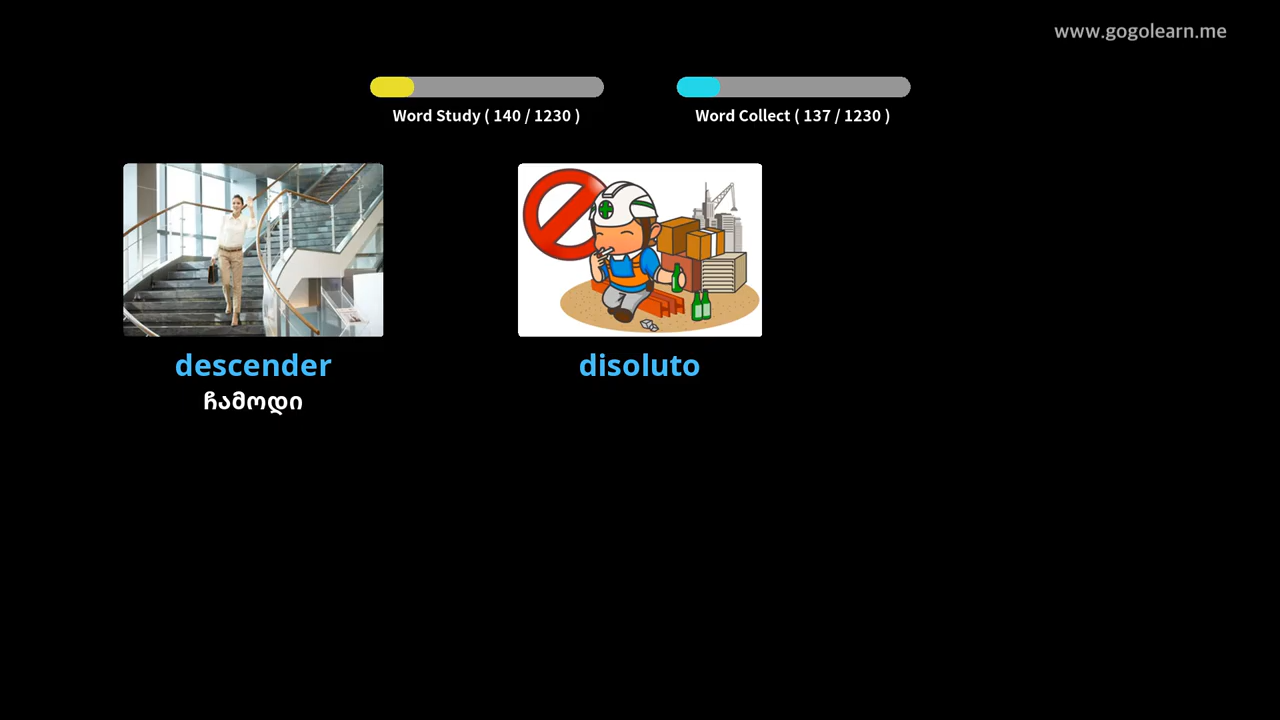 www.gogolearn.me
Word Study ( 140 / 1230 )
Word Collect ( 137 / 1230 )
descender
ჩამოდი
disoluto